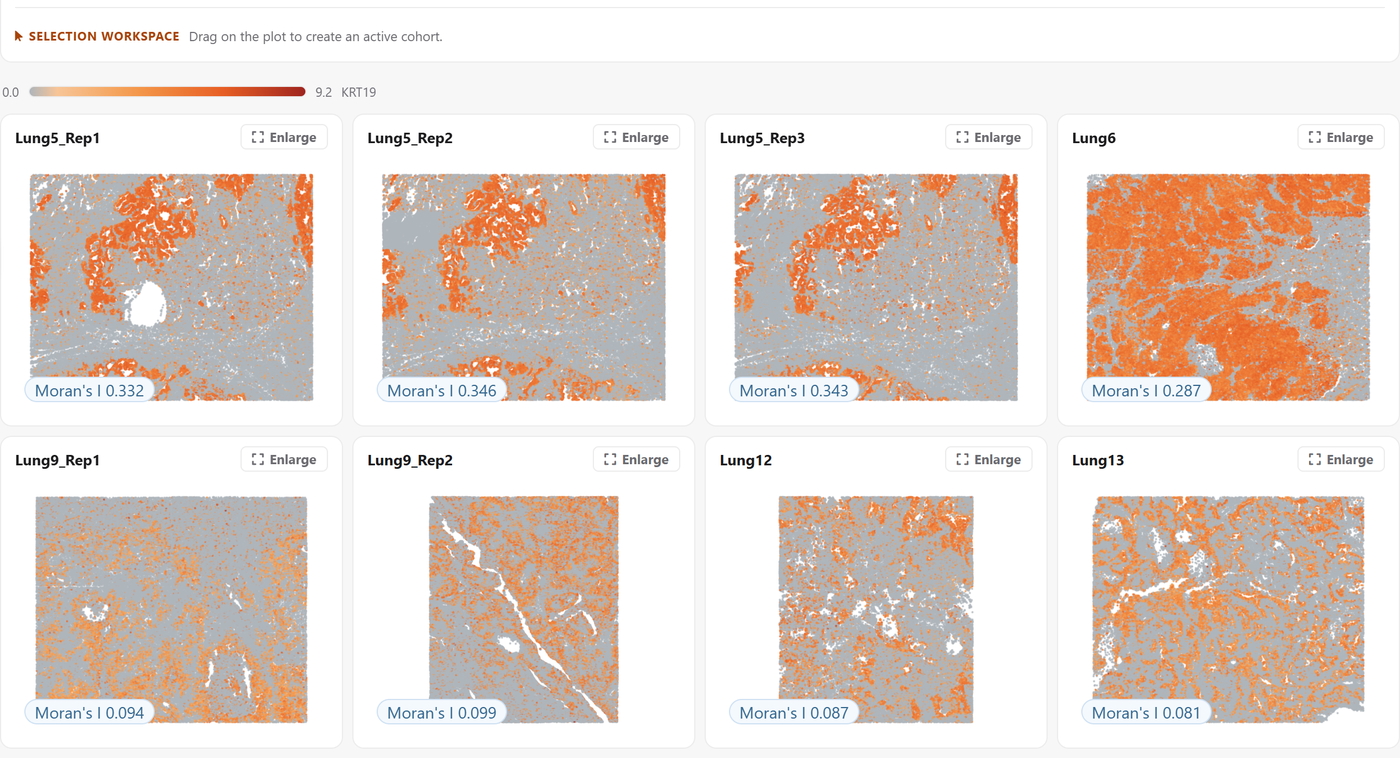 SELECTION WORKSPACE Drag on the plot to create an active cohort.
0.0 9.2 KRT19
Lung5_Rep1 Enlarge
Moran's I 0.332
Lung5_Rep2 Enlarge
Moran's I 0.346
Lung5_Rep3 Enlarge
Moran's I 0.343
Lung6 Enlarge
Moran's I 0.287
Lung9_Rep1 Enlarge
Moran's I 0.094
Lung9_Rep2 Enlarge
Moran's I 0.099
Lung12 Enlarge
Moran's I 0.087
Lung13 Enlarge
Moran's I 0.081